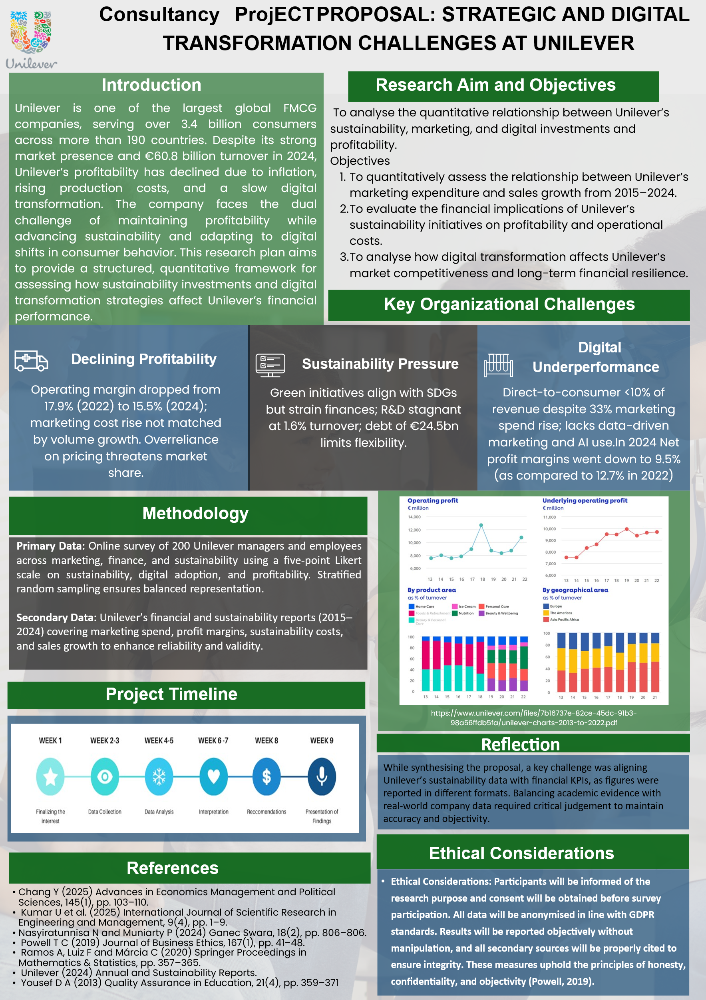 Consultancy ProjECTPROPOSAL: STRATEGIC AND DIGITAL
TRANSFORMATION CHALLENGES AT UNILEVER
Unilever
Introduction
Unilever is one of the largest global FMCG
companies, serving over 3.4 billion consumers
across more than 190 countries. Despite its strong
market presence and €60.8 billion turnover in 2024,
Unilever's profitability has declined due to inflation,
rising production costs, and a slow digital
transformation. The company faces the dual
challenge of maintaining profitability while
advancing sustainability and adapting to digital
shifts in consumer behavior. This research plan aims
to provide a structured, quantitative framework for
assessing how sustainability investments and digital
transformation strategies affect Unilever's financial
performance.
Research Aim and Objectives
To analyse the quantitative relationship between Unilever's
sustainability, marketing, and digital investments and
profitability.
Objectives
1. To quantitatively assess the relationship between Unilever's
marketing expenditure and sales growth from 2015–2024.
2. To evaluate the financial implications of Unilever's
sustainability initiatives on profitability and operational
costs.
3. To analyse how digital transformation affects Unilever's
market competitiveness and long-term financial resilience.
Key Organizational Challenges
Declining Profitability
Operating margin dropped from
17.9% (2022) to 15.5% (2024);
marketing cost rise not matched
by volume growth. Overreliance
on pricing threatens market
share.
Sustainability Pressure
Green initiatives align with SDGs
but strain finances; R&D stagnant
at 1.6% turnover; debt of €24.5bn
limits flexibility.
Digital
Underperformance
Direct-to-consumer <10% of
revenue despite 33% marketing
spend rise; lacks data-driven
marketing and AI use.In 2024 Net
profit margins went down to 9.5%
(as compared to 12.7% in 2022)
Methodology
Primary Data: Online survey of 200 Unilever managers and employees
across marketing, finance, and sustainability using a five-point Likert
scale on sustainability, digital adoption, and profitability. Stratified
random sampling ensures balanced representation.
Secondary Data: Unilever's financial and sustainability reports (2015–
2024) covering marketing spend, profit margins, sustainability costs,
and sales growth to enhance reliability and validity.
Operating profit
€ million
14,000
12,000
10,000
8,000
6,000
13 14 15 16 17 18 19 20 21 22
Underlying operating profit
€ million
11,000
10,000
9,000
8,000
7,000
6,000
13 14 15 16 17 18 19 20 21 22
By product area
as % of turnover
Home Care Ice Cream Personal Care
Foods & Refreshment Nutrition Beauty & Wellbeing
Beauty & Personal
Care
100
80
60
40
20
0
13 14 15 16 17 18 19 20 21 22
By geographical area
as % of turnover
Europe
The Americas
Asia Pacific Africa
100
80
60
40
20
0
13 14 15 16 17 18 19 20 21
https://www.unilever.com/files/7b16737e-82ce-45dc-91b3-
98a56ffdb5fa/unilever-charts-2013-to-2022.pdf
Project Timeline
WEEK 1 WEEK 2-3 WEEK 4-5 WEEK 6 -7 WEEK 8 WEEK 9
$
Finalizing the Data Collection Data Analysis Interpretation Reccomendations Presentation of
interrest Findings
Reflection
While synthesising the proposal, a key challenge was aligning
Unilever's sustainability data with financial KPIs, as figures were
reported in different formats. Balancing academic evidence with
real-world company data required critical judgement to maintain
accuracy and objectivity.
References
• Chang Y (2025) Advances in Economics Management and Political
Sciences, 145(1), pp. 103–110.
• Kumar U et al. (2025) International Journal of Scientific Research in
Engineering and Management, 9(4), pp. 1–9.
• Nasyiratunnisa N and Muniarty P (2024) Ganec Swara, 18(2), pp. 806–806.
• Powell T C (2019) Journal of Business Ethics, 167(1), pp. 41–48.
• Ramos A, Luiz F and Márcia C (2020) Springer Proceedings in
Mathematics & Statistics, pp. 357–365.
• Unilever (2024) Annual and Sustainability Reports.
• Yousef D A (2013) Quality Assurance in Education, 21(4), pp. 359–371
Ethical Considerations
• Ethical Considerations: Participants will be informed of the
research purpose and consent will be obtained before survey
participation. All data will be anonymised in line with GDPR
standards. Results will be reported objectively without
manipulation, and all secondary sources will be properly cited to
ensure integrity. These measures uphold the principles of honesty,
confidentiality, and objectivity (Powell, 2019).